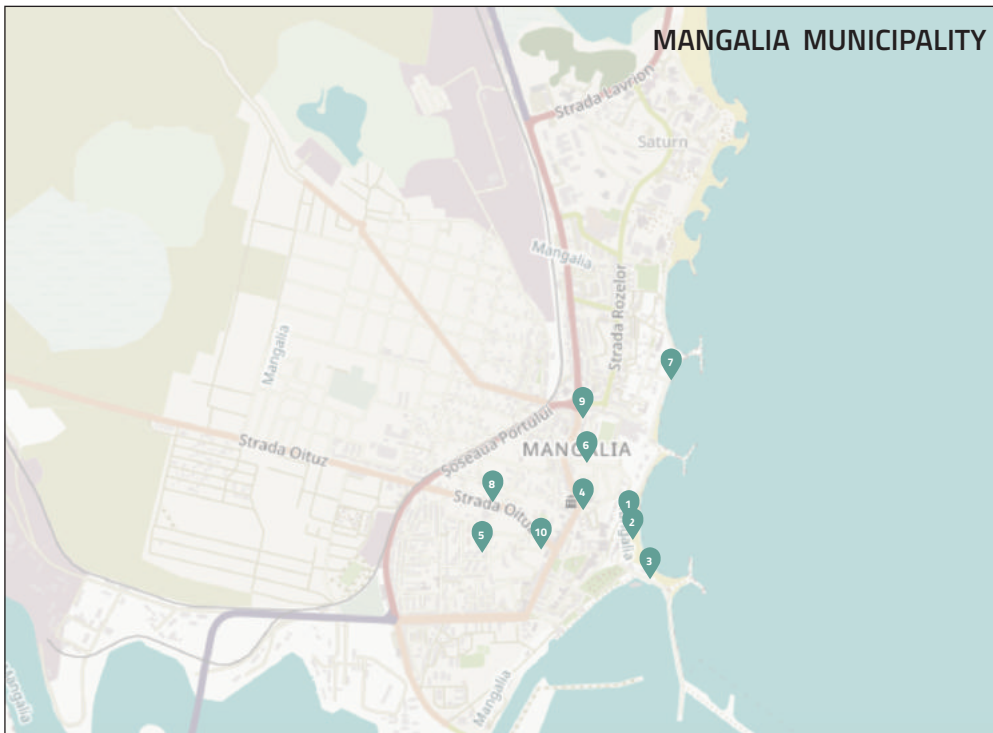 MANGALIA MUNICIPALITY
Strada Lavrion
Saturn
Mangalia
Strada Rozelor
Mangalia
7
9
Soseaua Portului
6
MANGALIA
Strada Oituz
8
4
Strada Oituz
1
2
Mangalia
5
10
3
Mangalia
Mangalia